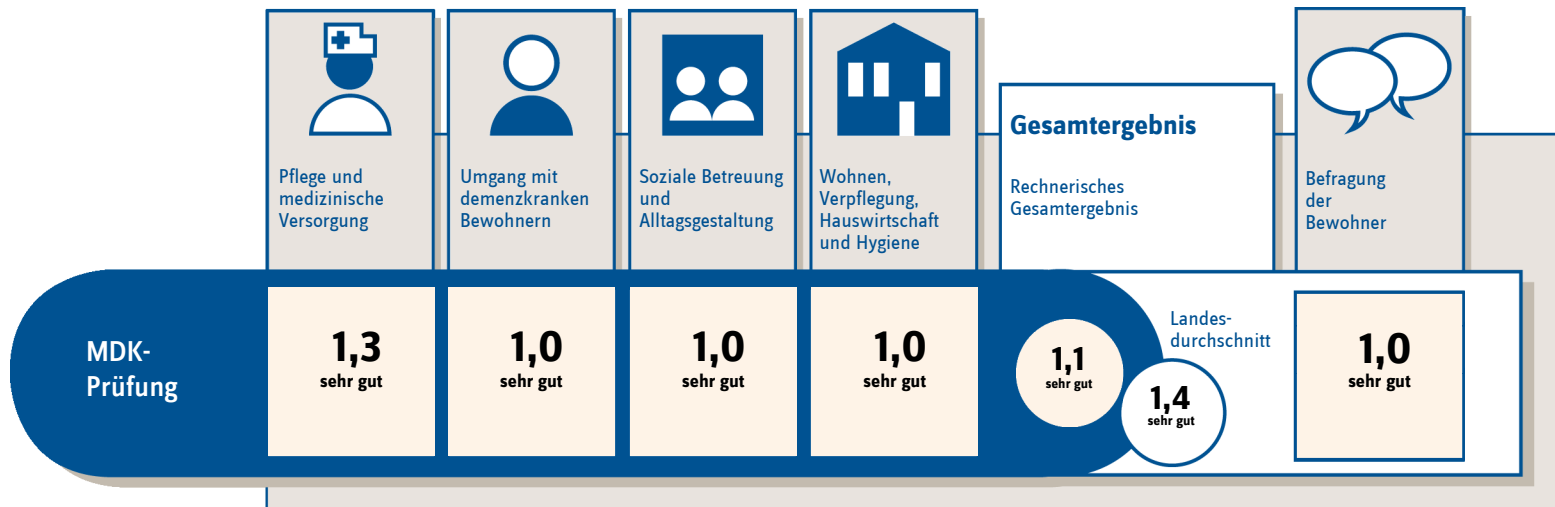 Pflege und
medizinische
Versorgung
Umgang mit
demenzkranken
Bewohnern
Soziale Betreuung
und
Alltagsgestaltung
Wohnen,
Verpflegung,
Hauswirtschaft
und Hygiene
Gesamtergebnis
Rechnerisches
Gesamtergebnis
Befragung
der
Bewohner
MDK-
Prüfung
1,3
sehr gut
1,0
sehr gut
1,0
sehr gut
1,0
sehr gut
1,1
sehr gut
Landes-
durchschnitt
1,4
sehr gut
1,0
sehr gut